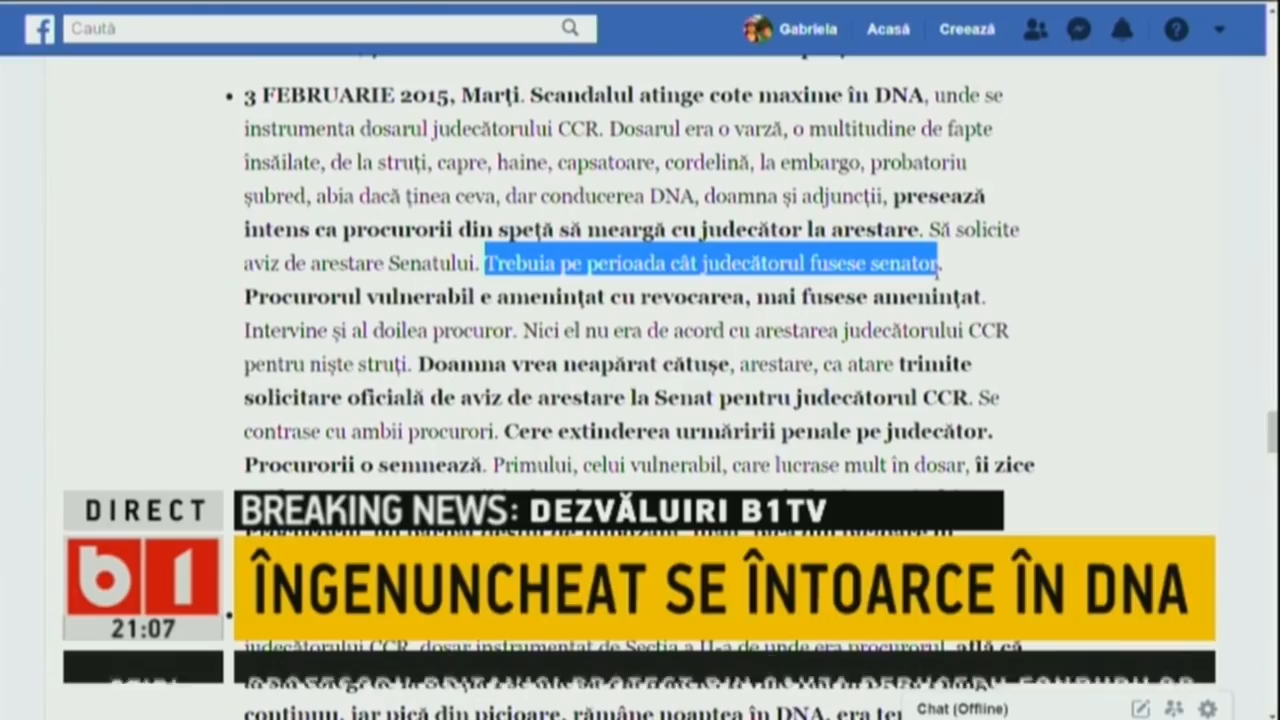 Caută
Gabriela
Acasă
Creează
• 3 FEBRUARIE 2015, Marți. Scandalul atinge cote maxime în DNA, unde se
instrumenta dosarul judecătorului CCR. Dosarul era o varză, o multitudine de fapte
însăilate, de la struți, capre, haine, capsatoare, cordelină, la embargo, probatoriu
șubred, abia dacă ținea ceva, dar conducerea DNA, doamna și adjuncții, presează
intens ca procurorii din speță să meargă cu judecător la arestare. Să solicite
aviz de arestare Senatului. Trebuia pe perioada cât judecătorul fusese senator.
Procurorul vulnerabil e amenințat cu revocarea, mai fusese amenințat.
Intervine și al doilea procuror. Nici el nu era de acord cu arestarea judecătorului CCR
pentru niște struți. Doamna vrea neapărat cătușe, arestare, ca atare trimite
solicitare oficială de aviz de arestare la Senat pentru judecătorul CCR. Se
contrase cu ambii procurori. Cere extinderea urmăririi penale pe judecător.
Procurorii o semnează. Primului, celui vulnerabil, care lucrase mult în dosar, îi zice
DIRECT
BREAKING NEWS: DEZVĂLUIRI B1TV
b1
ÎNGENUNCHEAT SE ÎNTOARCE ÎN DNA
21:07
judecătorului CCR, dosar instrumentat de Secția a II-a de unde era procurorul, află că
continuu, iar pică din picioare, rămâne noaptea în DNA, era
Chat (Offline)